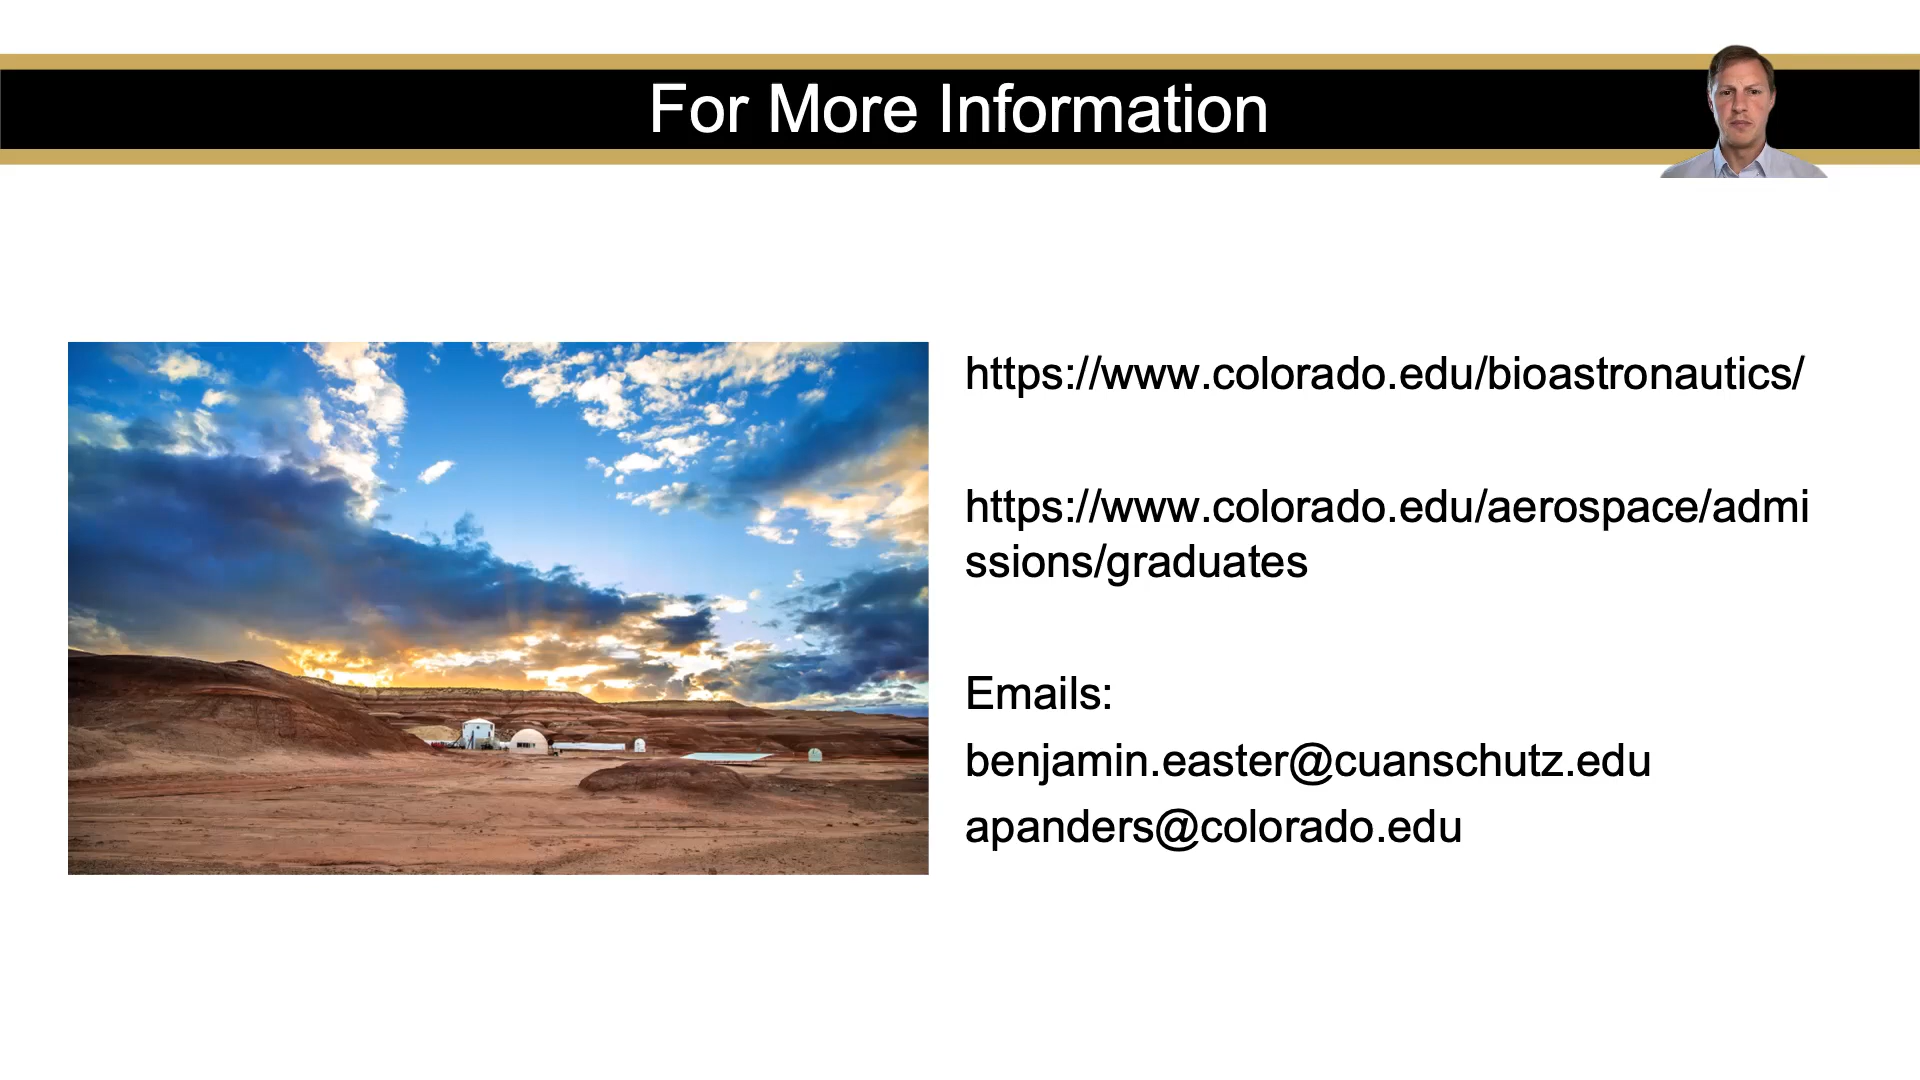 For More Information
https://www.colorado.edu/bioastronautics/
https://www.colorado.edu/aerospace/admi
ssions/graduates
Emails:
benjamin.easter@cuanschutz.edu
apanders@colorado.edu